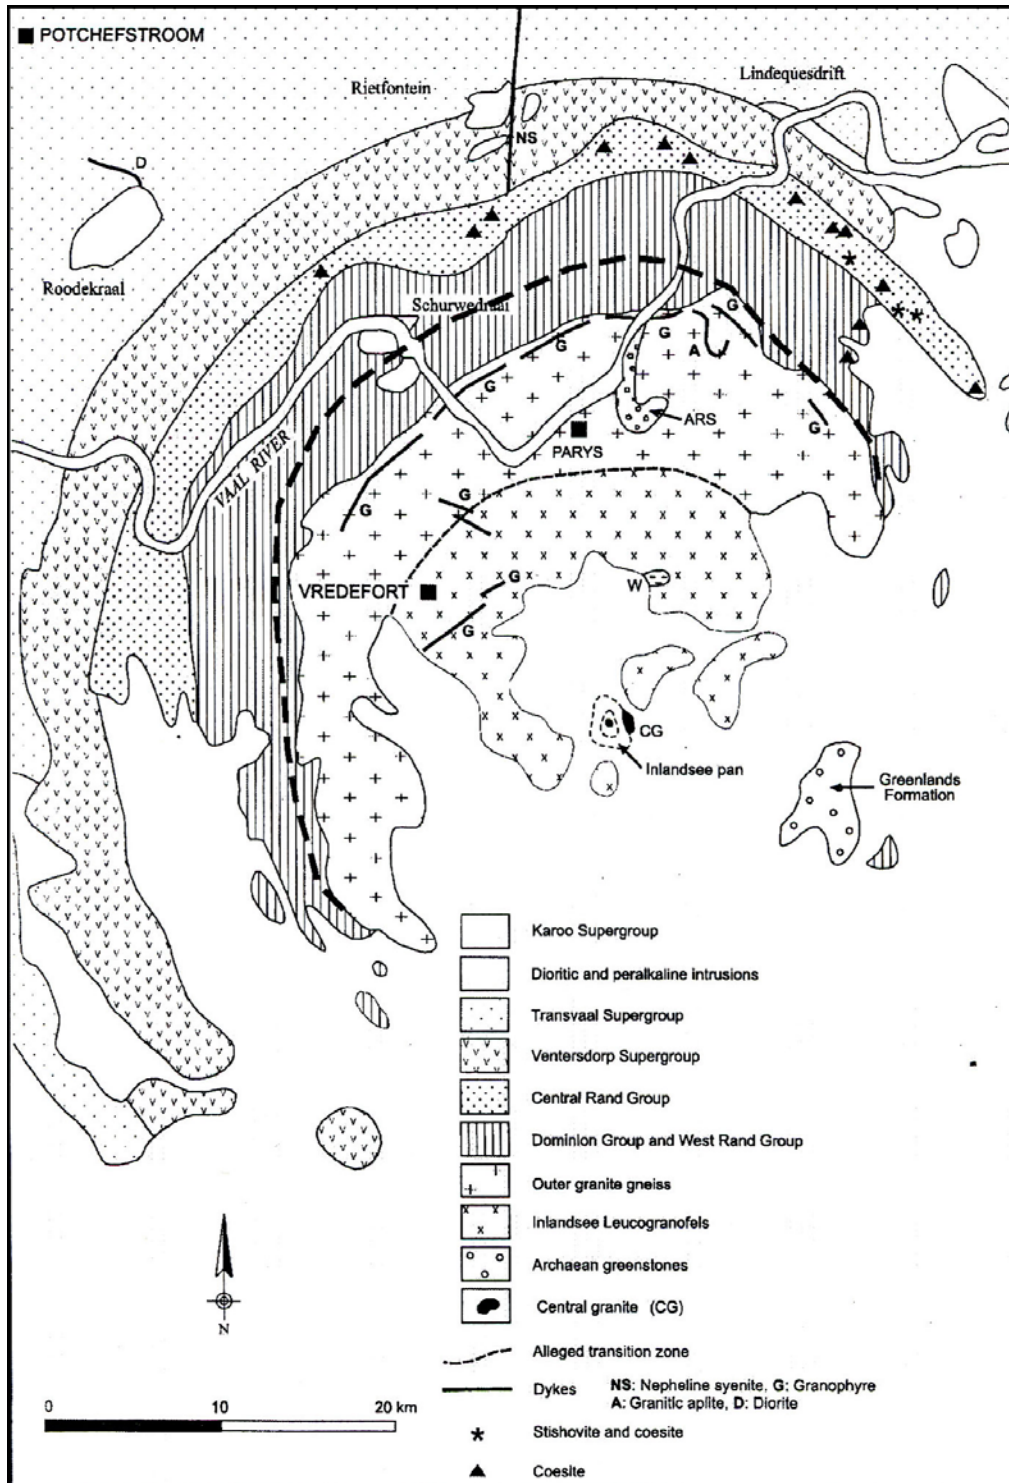 POTCHEFSTROOM
Lindequesdrift
Rietfontein
NS
D
Roodekraal
Schurwedraai
G
G
G
A
G
G
ARS
G
PARYS
VAAL RIVER
G
G
VREDEFORT
G
W
G
CG
Inlandsee pan
Greenlands
Formation
Karoo Supergroup
Dioritic and peralkaline intrusions
Transvaal Supergroup
Ventersdorp Supergroup
Central Rand Group
Dominion Group and West Rand Group
Outer granite gneiss
Inlandsee Leucogranofels
Archaean greenstones
Central granite (CG)
N
Alleged transition zone
Dykes NS: Nepheline syenite, G: Granophyre
A: Granitic aplite, D: Diorite
0 10 20 km
Stishovite and coesite
Coesite